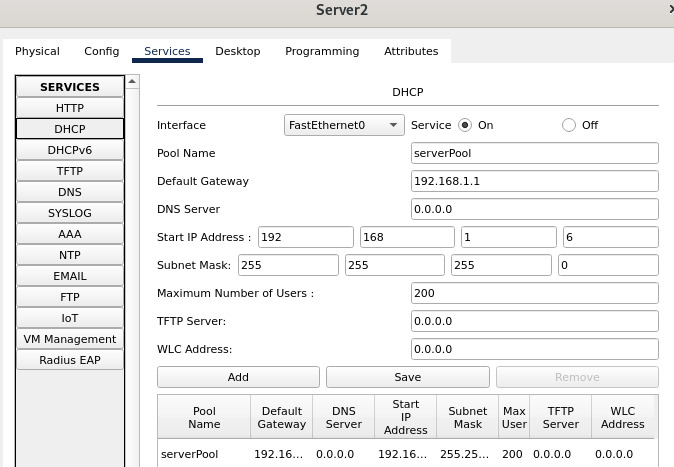 Server2
Physical Config Services Desktop Programming Attributes
SERVICES
HTTP
DHCP
DHCPv6
TFTP
DNS
SYSLOG
AAA
NTP
EMAIL
FTP
IoT
VM Management
Radius EAP
DHCP
Interface FastEthernet0 Service On Off
Pool Name serverPool
Default Gateway 192.168.1.1
DNS Server 0.0.0.0
Start IP Address : 192 168 1 6
Subnet Mask: 255 255 255 0
Maximum Number of Users : 200
TFTP Server: 0.0.0.0
WLC Address: 0.0.0.0
Add Save Remove
Pool Name Default Gateway DNS Server Start IP Address Subnet Mask Max User TFTP Server WLC Address
serverPool 192.16... 0.0.0.0 192.16... 255.25... 200 0.0.0.0 0.0.0.0